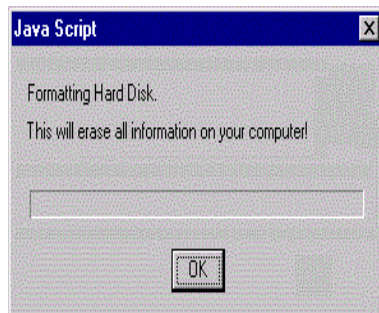 Java Script
Formatting Hard Disk.
This will erase all information on your computer!
OK